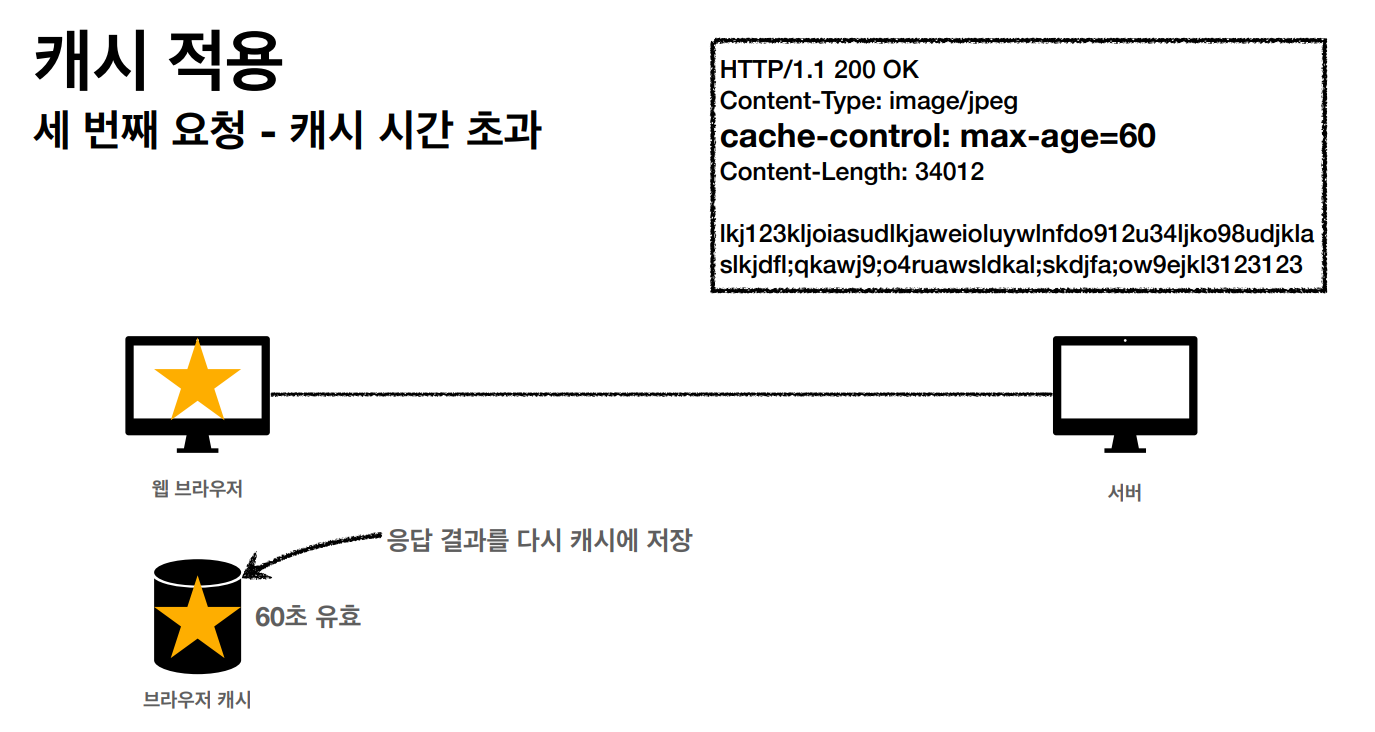 캐시 적용
세 번째 요청 - 캐시 시간 초과
HTTP/1.1 200 OK
Content-Type: image/jpeg
cache-control: max-age=60
Content-Length: 34012
lkj123kljoiasudlkjaweioluywlnfdo912u34ljko98udjkla
slkjdfl;qkawj9;o4ruawsldkal;skdjfa;ow9ejkl3123123
웹 브라우저
서버
응답 결과를 다시 캐시에 저장
60초 유효
브라우저 캐시